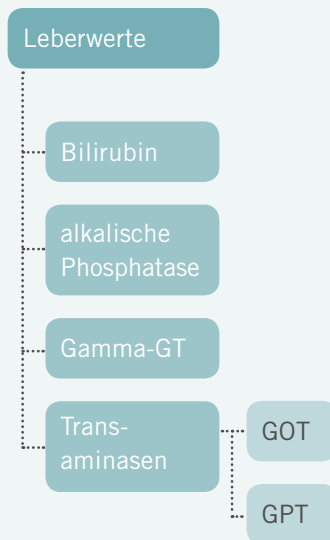 Leberwerte
Bilirubin
alkalische
Phosphatase
Gamma-GT
Trans-
aminasen
GOT
GPT